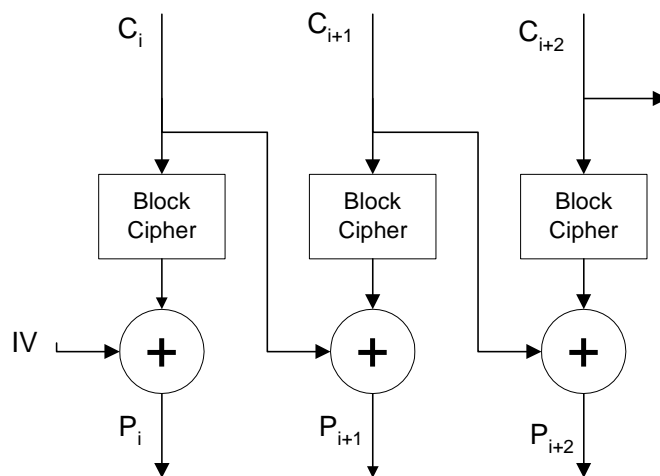 C_i C_{i+1} C_{i+2}
Block Cipher
Block Cipher
Block Cipher
IV + + +
P_i P_{i+1} P_{i+2}